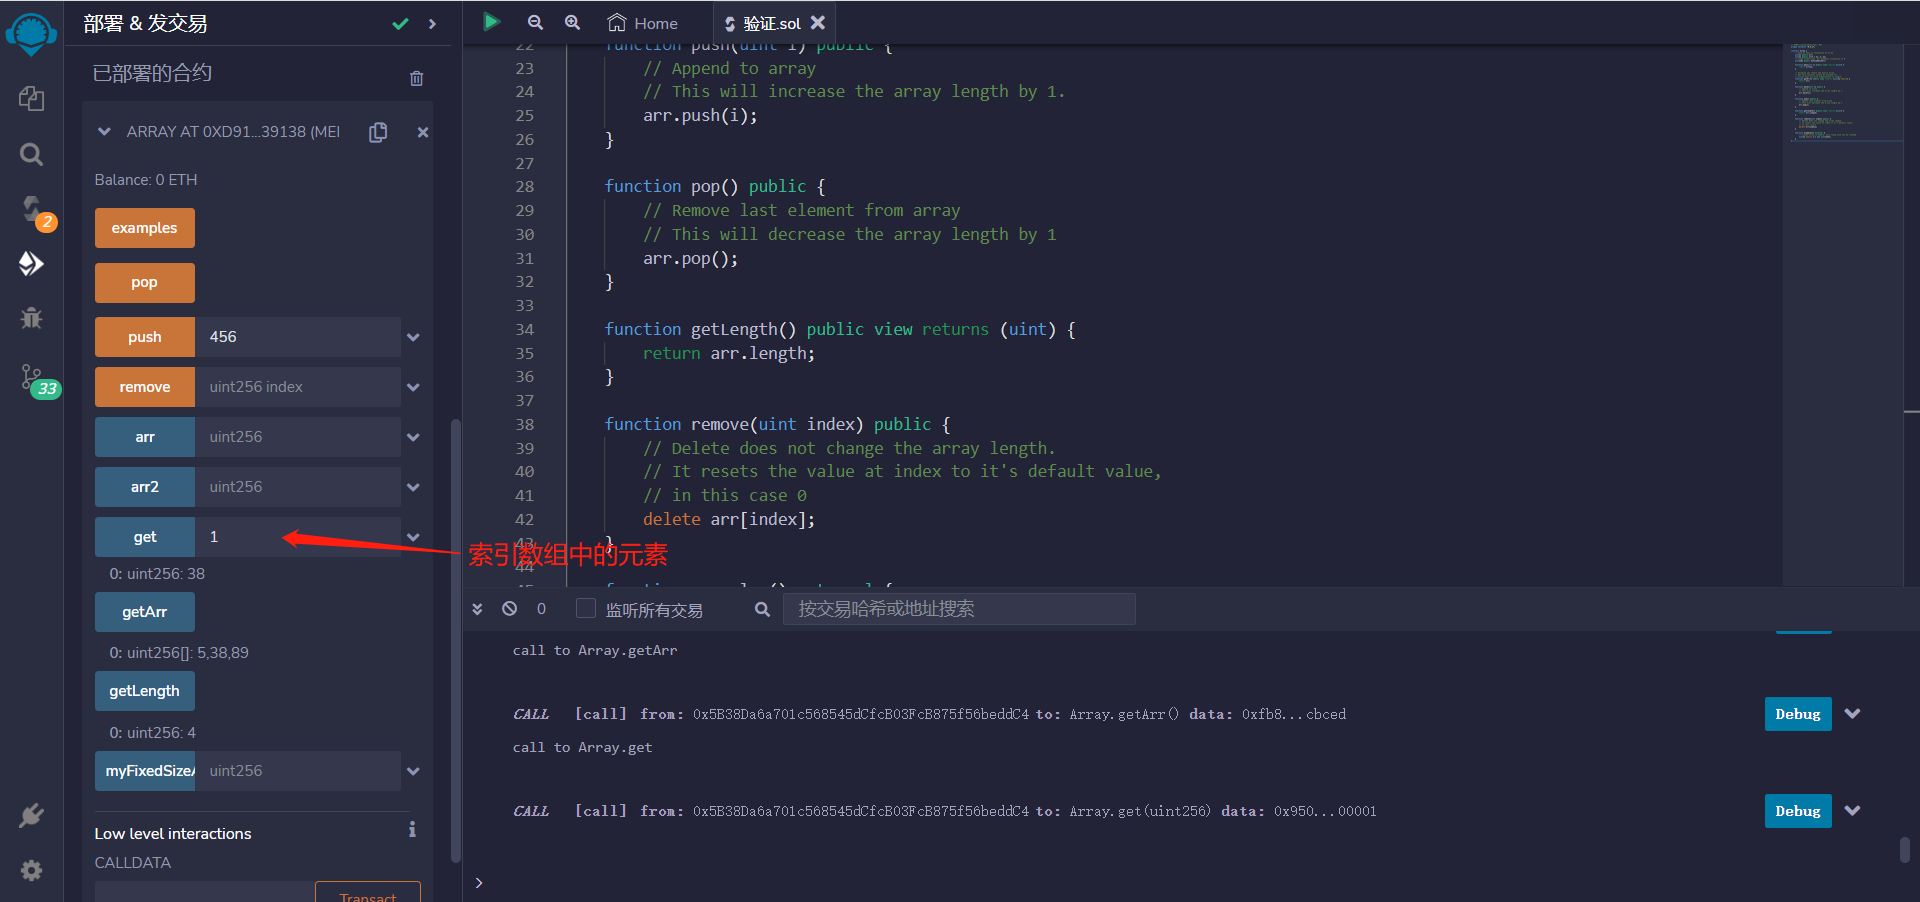 部署 & 发交易
已部署的合约
ARRAY AT 0XD91...39138 (MEI
Balance: 0 ETH
examples
pop
push 456
remove uint256 index
arr uint256
arr2 uint256
get 1
0: uint256: 38
getArr
0: uint256[]: 5,38,89
getLength
0: uint256: 4
myFixedSizeA uint256
Low level interactions
CALLDATA
Transact
2
33
Home
验证.sol
22 function push(uint i) public {
23 // Append to array
24 // This will increase the array length by 1.
25 arr.push(i);
26 }
27
28 function pop() public {
29 // Remove last element from array
30 // This will decrease the array length by 1
31 arr.pop();
32 }
33
34 function getLength() public view returns (uint) {
35 return arr.length;
36 }
37
38 function remove(uint index) public {
39 // Delete does not change the array length.
40 // It resets the value at index to it's default value,
41 // in this case 0
42 delete arr[index];
43 }
44
索引数组中的元素
0 监听所有交易 按交易哈希或地址搜索
call to Array.getArr
CALL [call] from: 0x5B38Da6a701c568545dCfcB03FcB875f56beddC4 to: Array.getArr() data: 0xfb8...cbced
Debug
call to Array.get
CALL [call] from: 0x5B38Da6a701c568545dCfcB03FcB875f56beddC4 to: Array.get(uint256) data: 0x950...00001
Debug
>